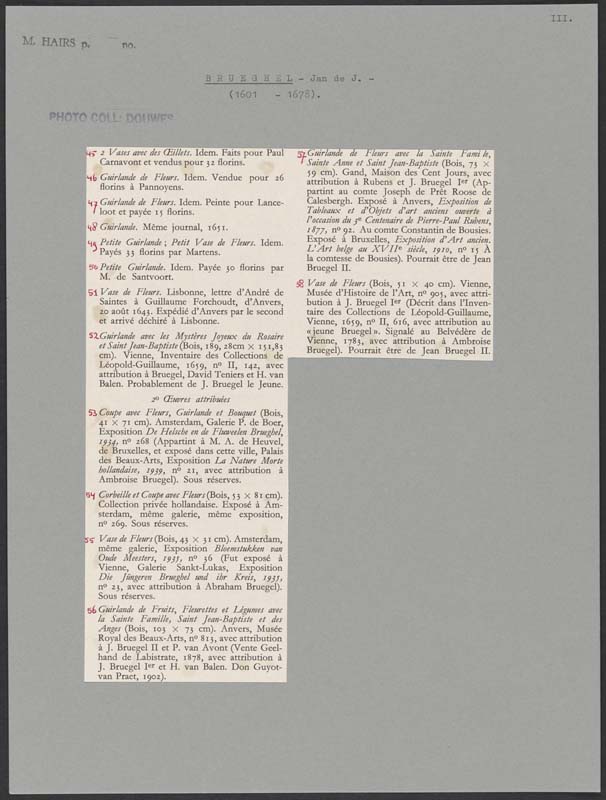 III.
M. HAIRS p. no.
BRUEGHEL - Jan de J. -
(1601 - 1678).
PHOTO COLL: DOUWES
45 2 Vases avec des Œillets. Idem. Faits pour Paul
Carnavont et vendus pour 32 florins.
46 Guirlande de Fleurs. Idem. Vendue pour 26
florins à Pannoyens.
47 Guirlande de Fleurs. Idem. Peinte pour Lance-
loot et payée 15 florins.
48 Guirlande. Même journal, 1651.
49 Petite Guirlande ; Petit Vase de Fleurs. Idem.
Payés 33 florins par Martens.
50 Petite Guirlande. Idem. Payée 30 florins par
M. de Santvoort.
51 Vase de Fleurs. Lisbonne, lettre d'André de
Saintes à Guillaume Forchoudt, d'Anvers,
20 août 1643. Expédié d'Anvers par le second
et arrivé déchiré à Lisbonne.
52 Guirlande avec les Mystères Joyeux du Rosaire
et Saint Jean-Baptiste (Bois, 189, 28cm × 151,83
cm). Vienne, Inventaire des Collections de
Léopold-Guillaume, 1659, nº II, 142, avec
attribution à Bruegel, David Teniers et H. van
Balen. Probablement de J. Bruegel le Jeune.
2º Œuvres attribuées
53 Coupe avec Fleurs, Guirlande et Bouquet (Bois,
41 × 71 cm). Amsterdam, Galerie P. de Boer,
Exposition De Helsche en de Fluweelen Brueghel,
1934, nº 268 (Appartint à M. A. de Heuvel,
de Bruxelles, et exposé dans cette ville, Palais
des Beaux-Arts, Exposition La Nature Morte
hollandaise, 1939, nº 21, avec attribution à
Ambroise Bruegel). Sous réserves.
54 Corbeille et Coupe avec Fleurs (Bois, 53 × 81 cm).
Collection privée hollandaise. Exposé à Am-
sterdam, même galerie, même exposition,
nº 269. Sous réserves.
55 Vase de Fleurs (Bois, 43 × 31 cm). Amsterdam,
même galerie, Exposition Bloemstukken van
Oude Meesters, 1935, nº 36 (Fut exposé à
Vienne, Galerie Sankt-Lukas, Exposition
Die Jüngeren Brueghel und ihr Kreis, 1935,
nº 23, avec attribution à Abraham Bruegel).
Sous réserves.
56 Guirlande de Fruits, Fleurettes et Légumes avec
la Sainte Famille, Saint Jean-Baptiste et des
Anges (Bois, 103 × 73 cm). Anvers, Musée
Royal des Beaux-Arts, nº 813, avec attribution
à J. Bruegel II et P. van Avont (Vente Geel-
hand de Labistrate, 1878, avec attribution à
J. Bruegel Ier et H. van Balen. Don Guyot-
van Praet, 1902).
57 Guirlande de Fleurs avec la Sainte Famille,
Sainte Anne et Saint Jean-Baptiste (Bois, 73 ×
59 cm). Gand, Maison des Cent Jours, avec
attribution à Rubens et J. Bruegel Ier (Ap-
partint au comte Joseph de Prêt Roose de
Calesbergh. Exposé à Anvers, Exposition de
Tableaux et d'Objets d'art anciens ouverte à
l'occasion du 3e Centenaire de Pierre-Paul Rubens,
1877, nº 92. Au comte Constantin de Bousies.
Exposé à Bruxelles, Exposition d'Art ancien.
L'Art belge au XVIIe siècle, 1910, nº 15 À
la comtesse de Bousies). Pourrait être de Jean
Bruegel II.
58 Vase de Fleurs (Bois, 51 × 40 cm). Vienne,
Musée d'Histoire de l'Art, nº 905, avec attri-
bution à J. Bruegel Ier (Décrit dans l'Inven-
taire des Collections de Léopold-Guillaume,
Vienne, 1659, nº II, 616, avec attribution au
« jeune Bruegel ». Signalé au Belvédère de
Vienne, 1783, avec attribution à Ambroise
Bruegel). Pourrait être de Jean Bruegel II.